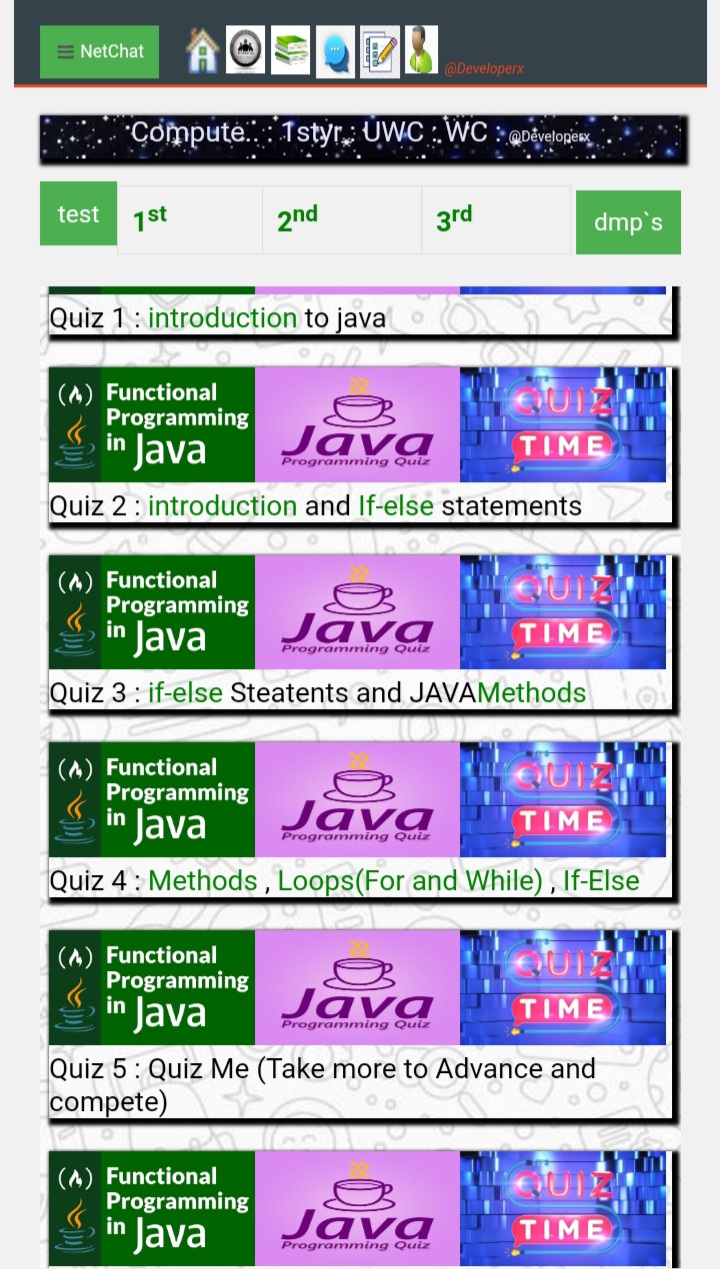 NetChat
@Developerx
Compute.. : 1styr : UWC : WC : @Developerx
test
1st
2nd
3rd
dmp`s
Quiz 1 : introduction to java
Functional
Programming
in Java
Java
Programming Quiz
QUIZ
TIME
Quiz 2 : introduction and If-else statements
Functional
Programming
in Java
Java
Programming Quiz
QUIZ
TIME
Quiz 3 : if-else Steatents and JAVAMethods
Functional
Programming
in Java
Java
Programming Quiz
QUIZ
TIME
Quiz 4 : Methods , Loops(For and While) , If-Else
Functional
Programming
in Java
Java
Programming Quiz
QUIZ
TIME
Quiz 5 : Quiz Me (Take more to Advance and
compete)
Functional
Programming
in Java
Java
Programming Quiz
QUIZ
TIME